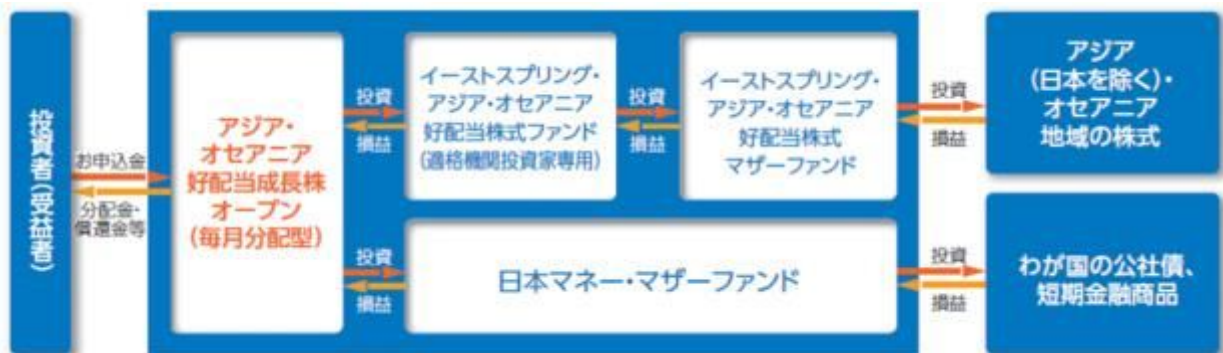 投資者(受益者)
お申込金
分配金・
償還金等
アジア・
オセアニア
好配当成長株
オープン
(毎月分配型)
投資
損益
イーストスプリング・
アジア・オセアニア
好配当株式ファンド
(適格機関投資家専用)
投資
損益
イーストスプリング・
アジア・オセアニア
好配当株式
マザーファンド
投資
損益
アジア
(日本を除く)・
オセアニア
地域の株式
投資
損益
日本マネー・マザーファンド
投資
損益
わが国の公社債、
短期金融商品